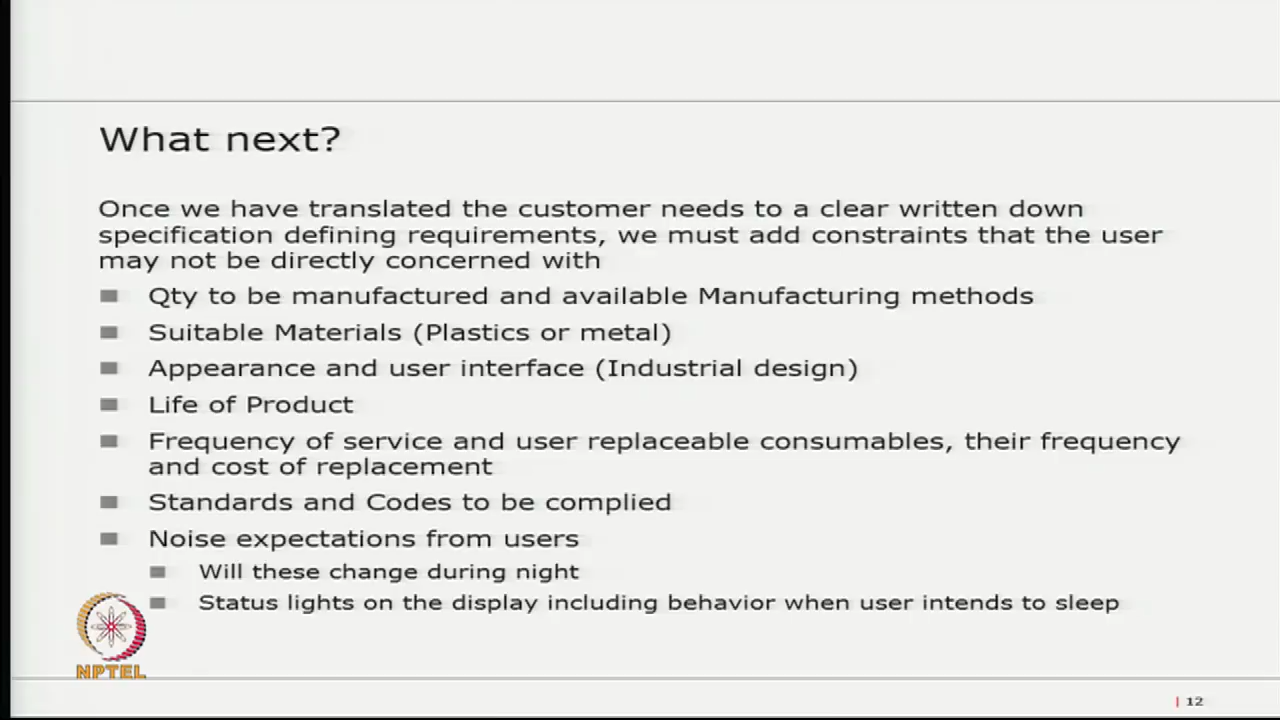 What next?
Once we have translated the customer needs to a clear written down
specification defining requirements, we must add constraints that the user
may not be directly concerned with
Qty to be manufactured and available Manufacturing methods
Suitable Materials (Plastics or metal)
Appearance and user interface (Industrial design)
Life of Product
Frequency of service and user replaceable consumables, their frequency
and cost of replacement
Standards and Codes to be complied
Noise expectations from users
Will these change during night
Status lights on the display including behavior when user intends to sleep
NPTEL
12